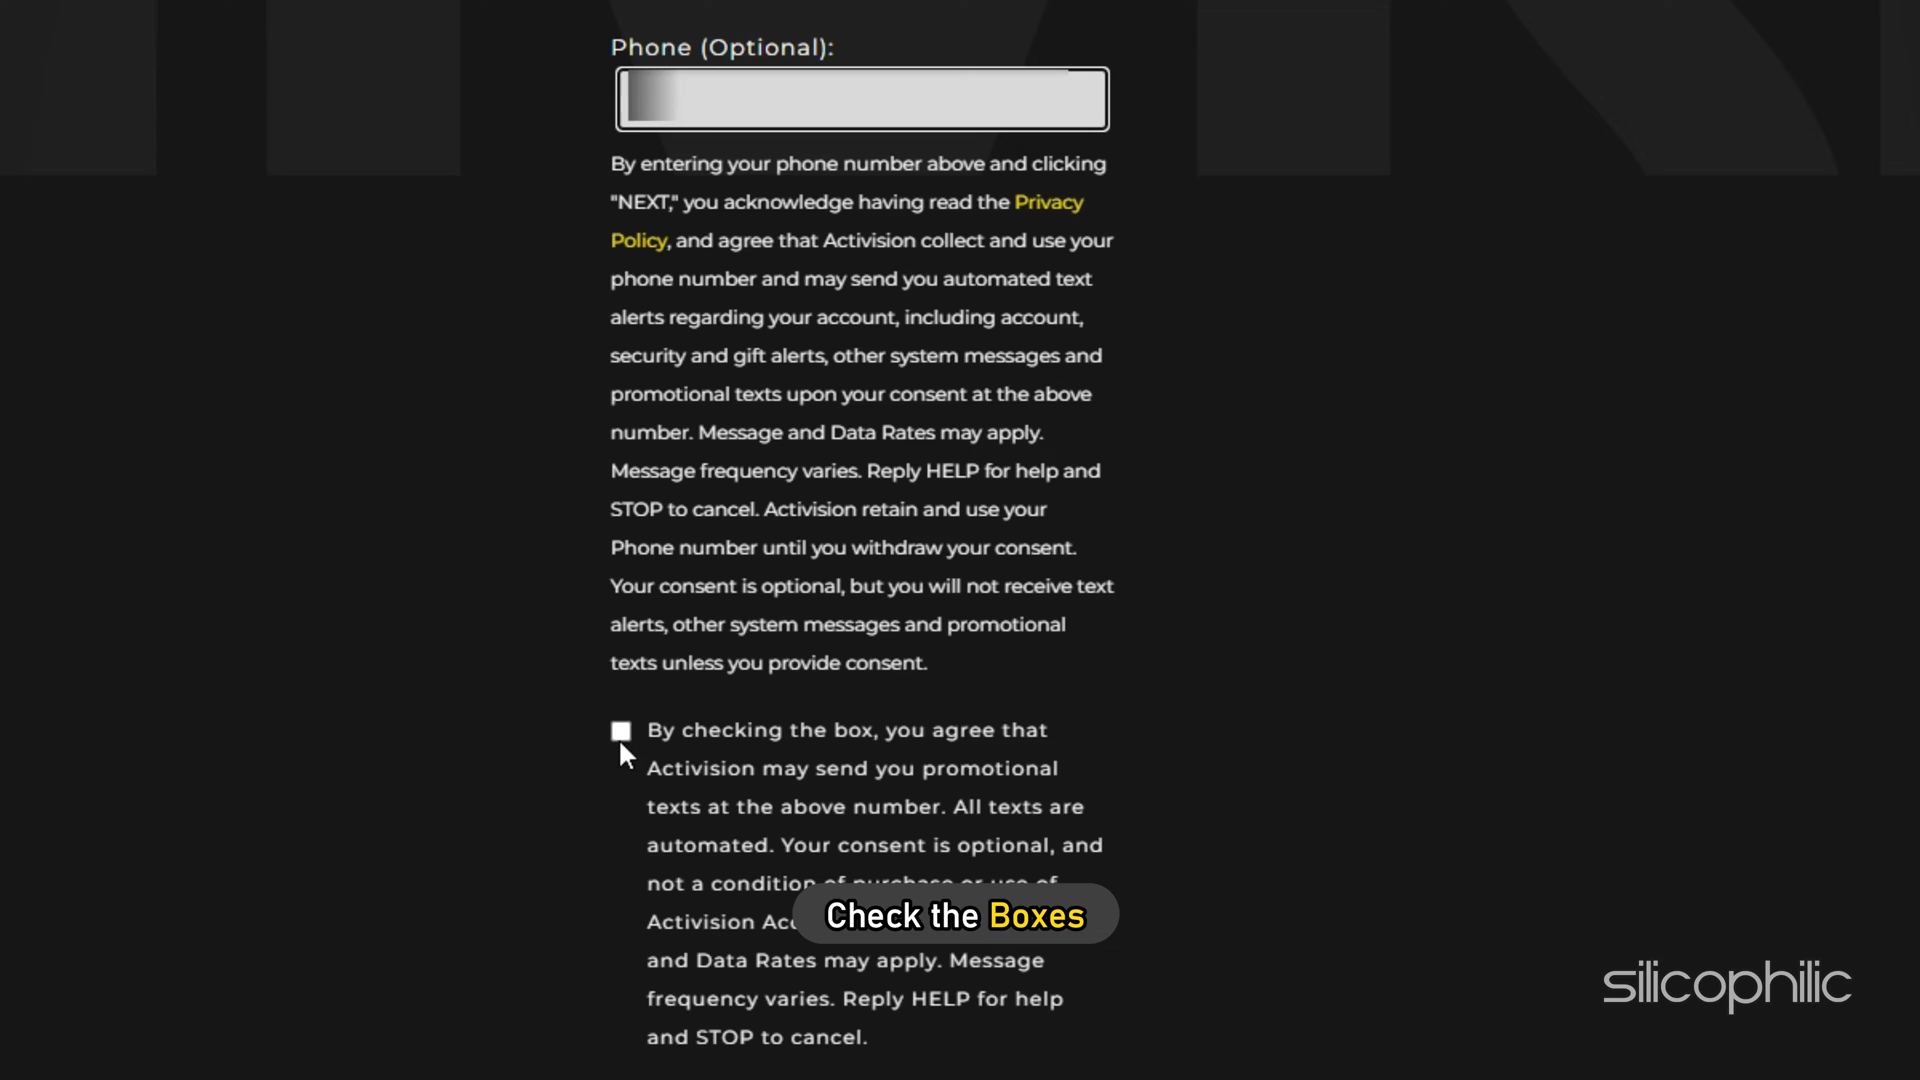 Phone (Optional):
By entering your phone number above and clicking
"NEXT," you acknowledge having read the Privacy
Policy, and agree that Activision collect and use your
phone number and may send you automated text
alerts regarding your account, including account,
security and gift alerts, other system messages and
promotional texts upon your consent at the above
number. Message and Data Rates may apply.
Message frequency varies. Reply HELP for help and
STOP to cancel. Activision retain and use your
Phone number until you withdraw your consent.
Your consent is optional, but you will not receive text
alerts, other system messages and promotional
texts unless you provide consent.
By checking the box, you agree that
Activision may send you promotional
texts at the above number. All texts are
automated. Your consent is optional, and
not a condition of purchase or use of
Activision
Check the Boxes
and Data Rates may apply. Message
frequency varies. Reply HELP for help
and STOP to cancel.
silicophilic